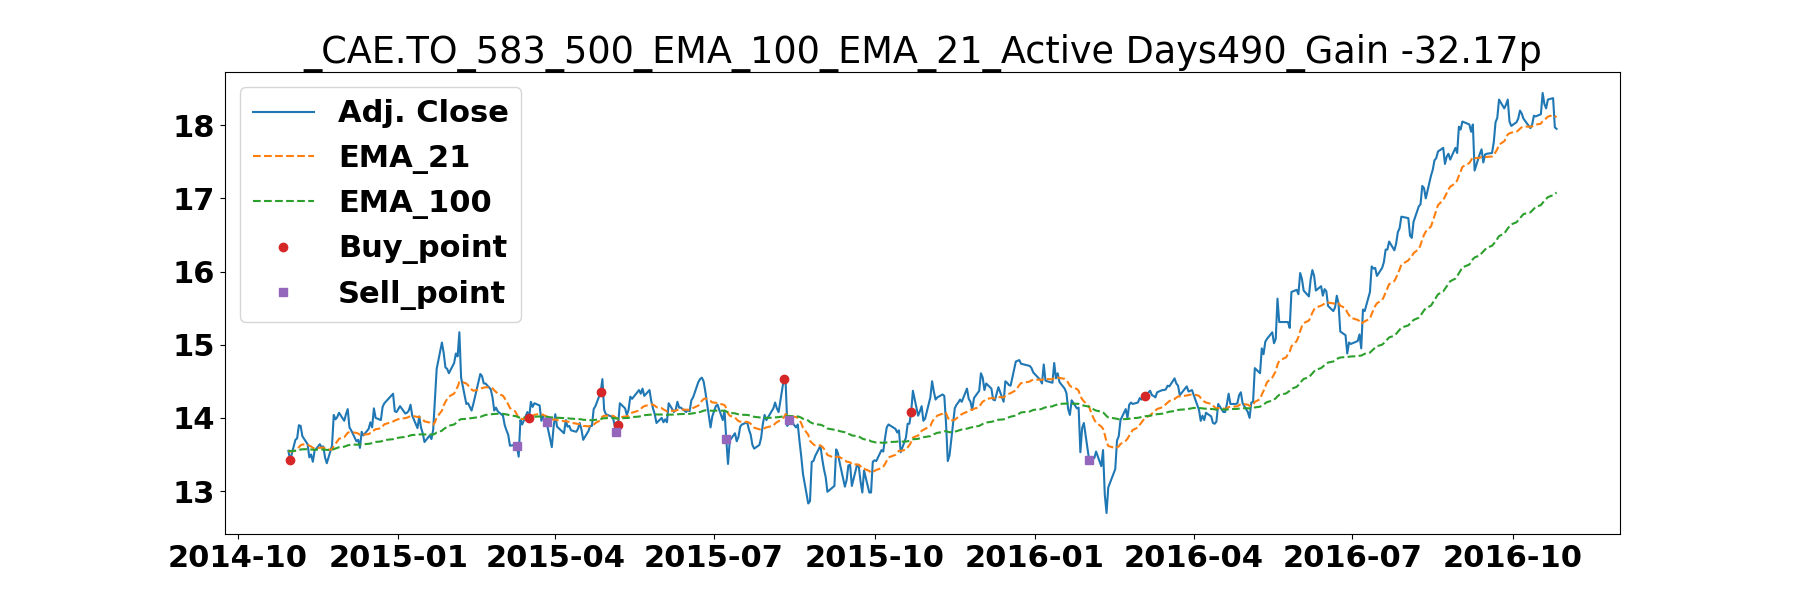 _CAE.TO_583_500_EMA_100_EMA_21_Active Days490_Gain -32.17p
Adj. Close
EMA_21
EMA_100
Buy_point
Sell_point
18
17
16
15
14
13
2014-10 2015-01 2015-04 2015-07 2015-10 2016-01 2016-04 2016-07 2016-10